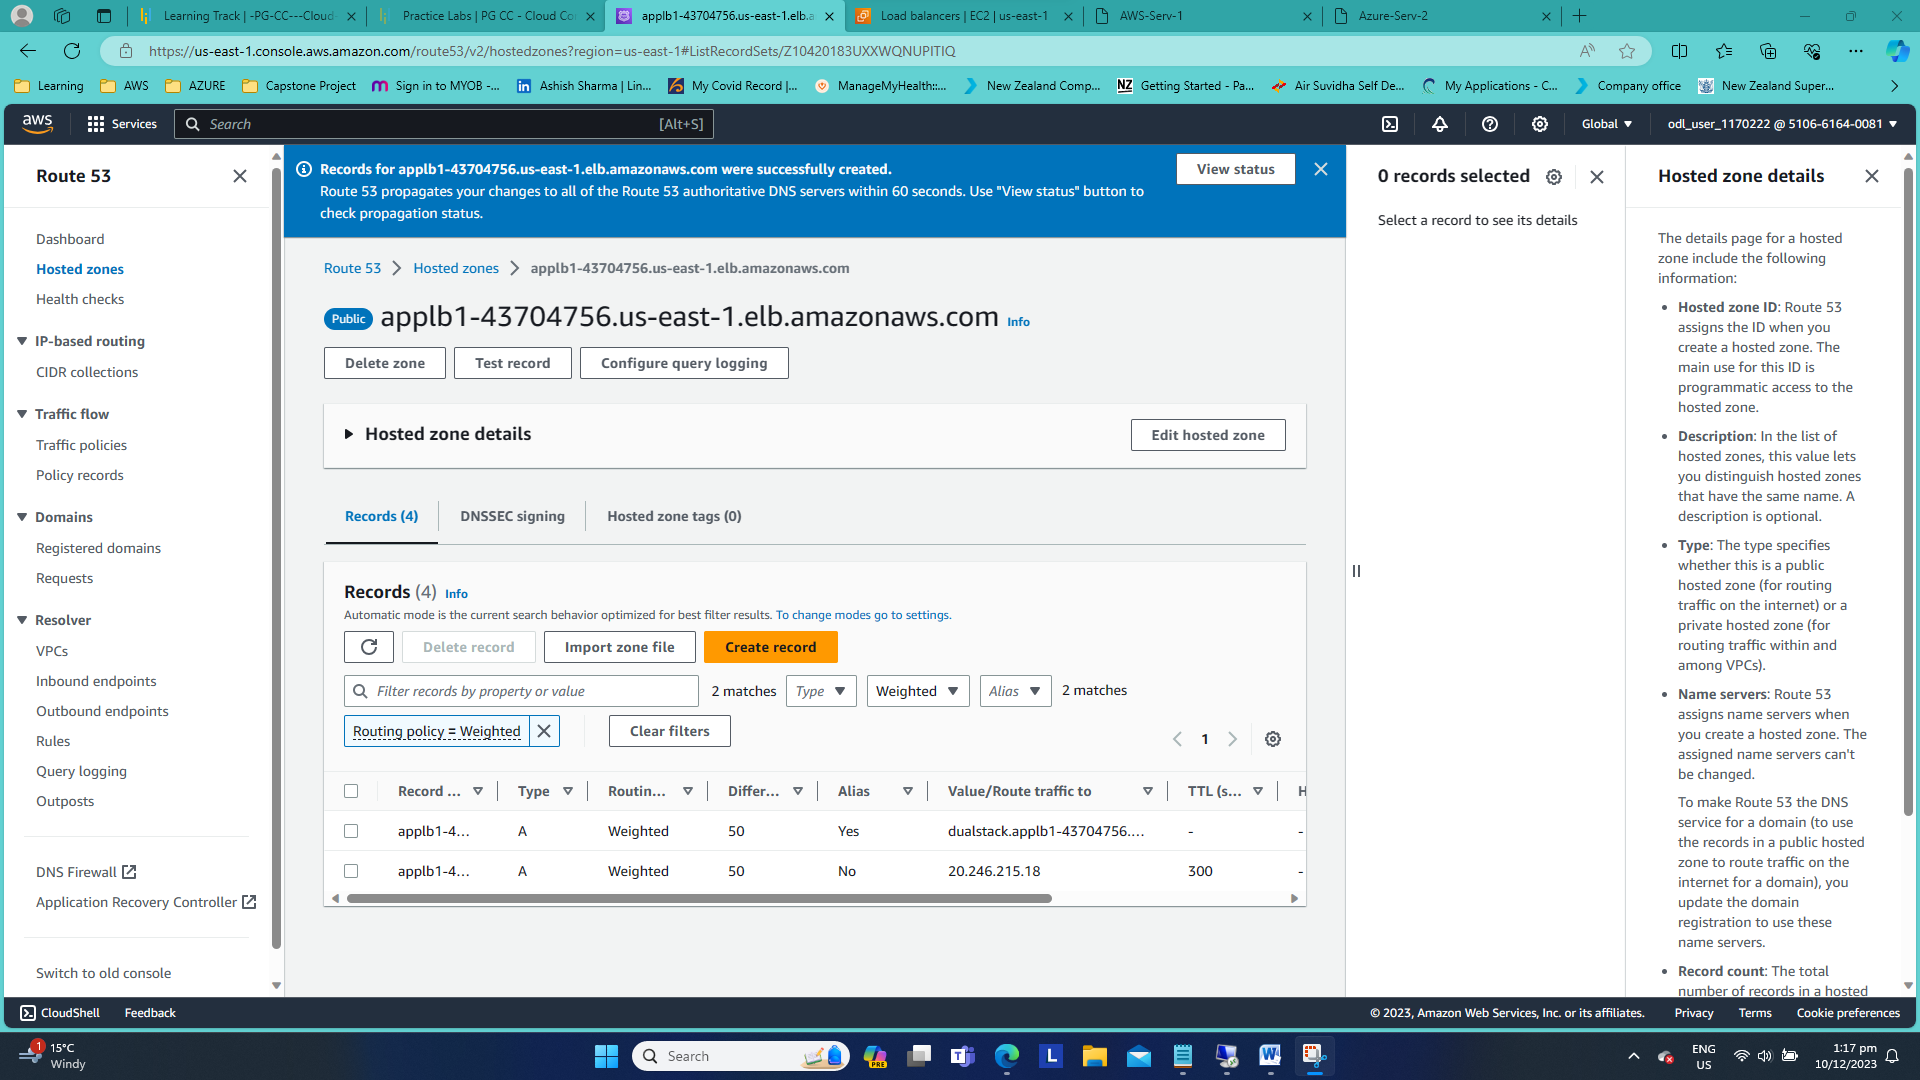 Learning Track | -PG-CC---Cloud-
Practice Labs | PG CC - Cloud Co
applb1-43704756.us-east-1.elb.a
Load balancers | EC2 | us-east-1
AWS-Serv-1
Azure-Serv-2
https://us-east-1.console.aws.amazon.com/route53/v2/hostedzones?region=us-east-1#ListRecordSets/Z10420183UXXWQNUPITIQ
Learning
AWS
AZURE
Capstone Project
Sign in to MYOB -...
Ashish Sharma | Lin...
My Covid Record |...
ManageMyHealth::...
New Zealand Comp...
NZ
Getting Started - Pa...
Air Suvidha Self De...
My Applications - C...
Company office
New Zealand Super...
aws
Services
Search
[Alt+S]
Global
odl_user_1170222 @ 5106-6164-0081
Route 53
Dashboard
Hosted zones
Health checks
IP-based routing
CIDR collections
Traffic flow
Traffic policies
Policy records
Domains
Registered domains
Requests
Resolver
VPCs
Inbound endpoints
Outbound endpoints
Rules
Query logging
Outposts
DNS Firewall
Application Recovery Controller
Switch to old console
Records for applb1-43704756.us-east-1.elb.amazonaws.com were successfully created.
Route 53 propagates your changes to all of the Route 53 authoritative DNS servers within 60 seconds. Use "View status" button to
check propagation status.
View status
Route 53
Hosted zones
applb1-43704756.us-east-1.elb.amazonaws.com
Public
applb1-43704756.us-east-1.elb.amazonaws.com
Info
Delete zone
Test record
Configure query logging
Hosted zone details
Edit hosted zone
Records (4)
DNSSEC signing
Hosted zone tags (0)
Records (4) Info
Automatic mode is the current search behavior optimized for best filter results. To change modes go to settings.
Delete record
Import zone file
Create record
Filter records by property or value
2 matches
Type
Weighted
Alias
2 matches
Routing policy = Weighted
Clear filters
1
Record ...
Type
Routin...
Differ...
Alias
Value/Route traffic to
TTL (s...
H
applb1-4... A Weighted 50 Yes dualstack.applb1-43704756.... - -
applb1-4... A Weighted 50 No 20.246.215.18 300 -
0 records selected
Select a record to see its details
Hosted zone details
The details page for a hosted
zone include the following
information:
• Hosted zone ID: Route 53
assigns the ID when you
create a hosted zone. The
main use for this ID is
programmatic access to the
hosted zone.
• Description: In the list of
hosted zones, this value lets
you distinguish hosted zones
that have the same name. A
description is optional.
• Type: The type specifies
whether this is a public
hosted zone (for routing
traffic on the internet) or a
private hosted zone (for
routing traffic within and
among VPCs).
• Name servers: Route 53
assigns name servers when
you create a hosted zone. The
assigned name servers can't
be changed.
To make Route 53 the DNS
service for a domain (to use
the records in a public hosted
zone to route traffic on the
internet for a domain), you
update the domain
registration to use these
name servers.
• Record count: The total
number of records in a hosted
CloudShell
Feedback
© 2023, Amazon Web Services, Inc. or its affiliates.
Privacy
Terms
Cookie preferences
1
15°C
Windy
Search
PRE
L
ENG
US
1:17 pm
10/12/2023